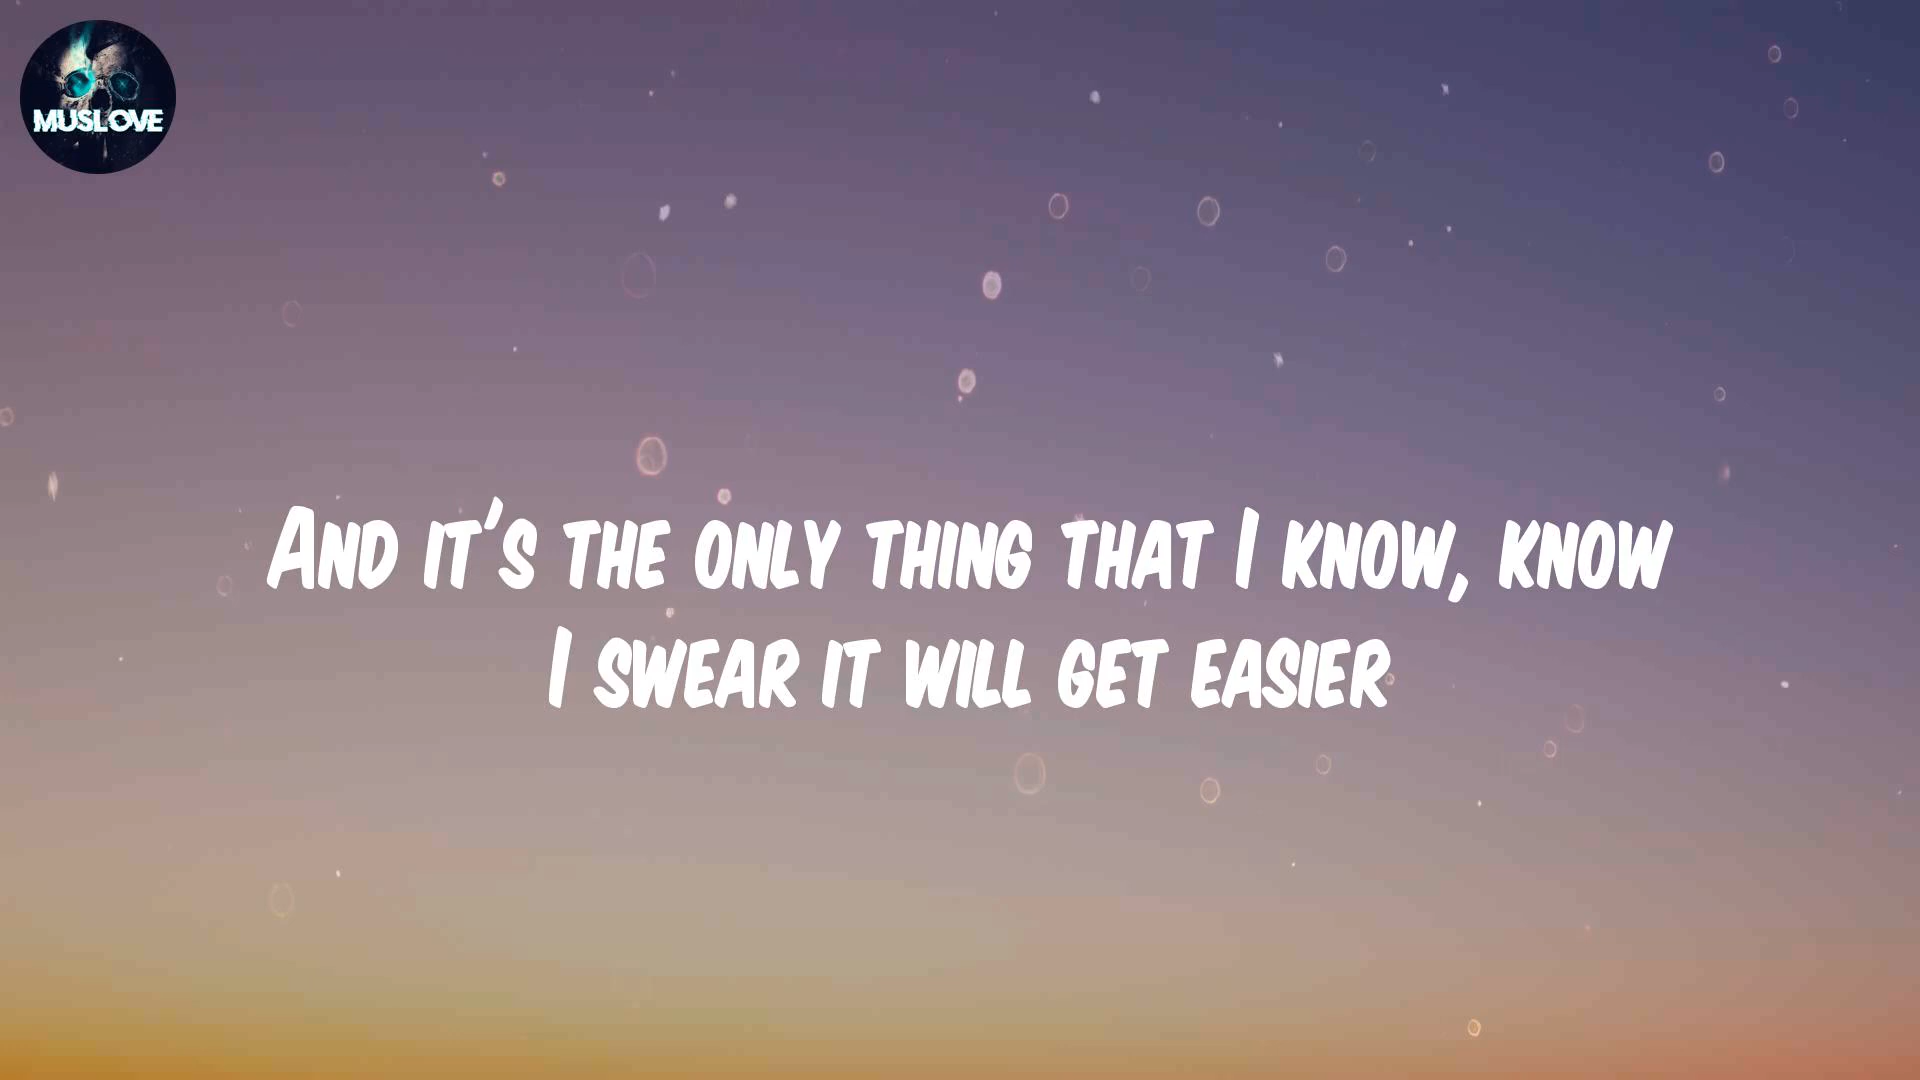 MUSLOVE
And it's the only thing that I know, know
I swear it will get easier